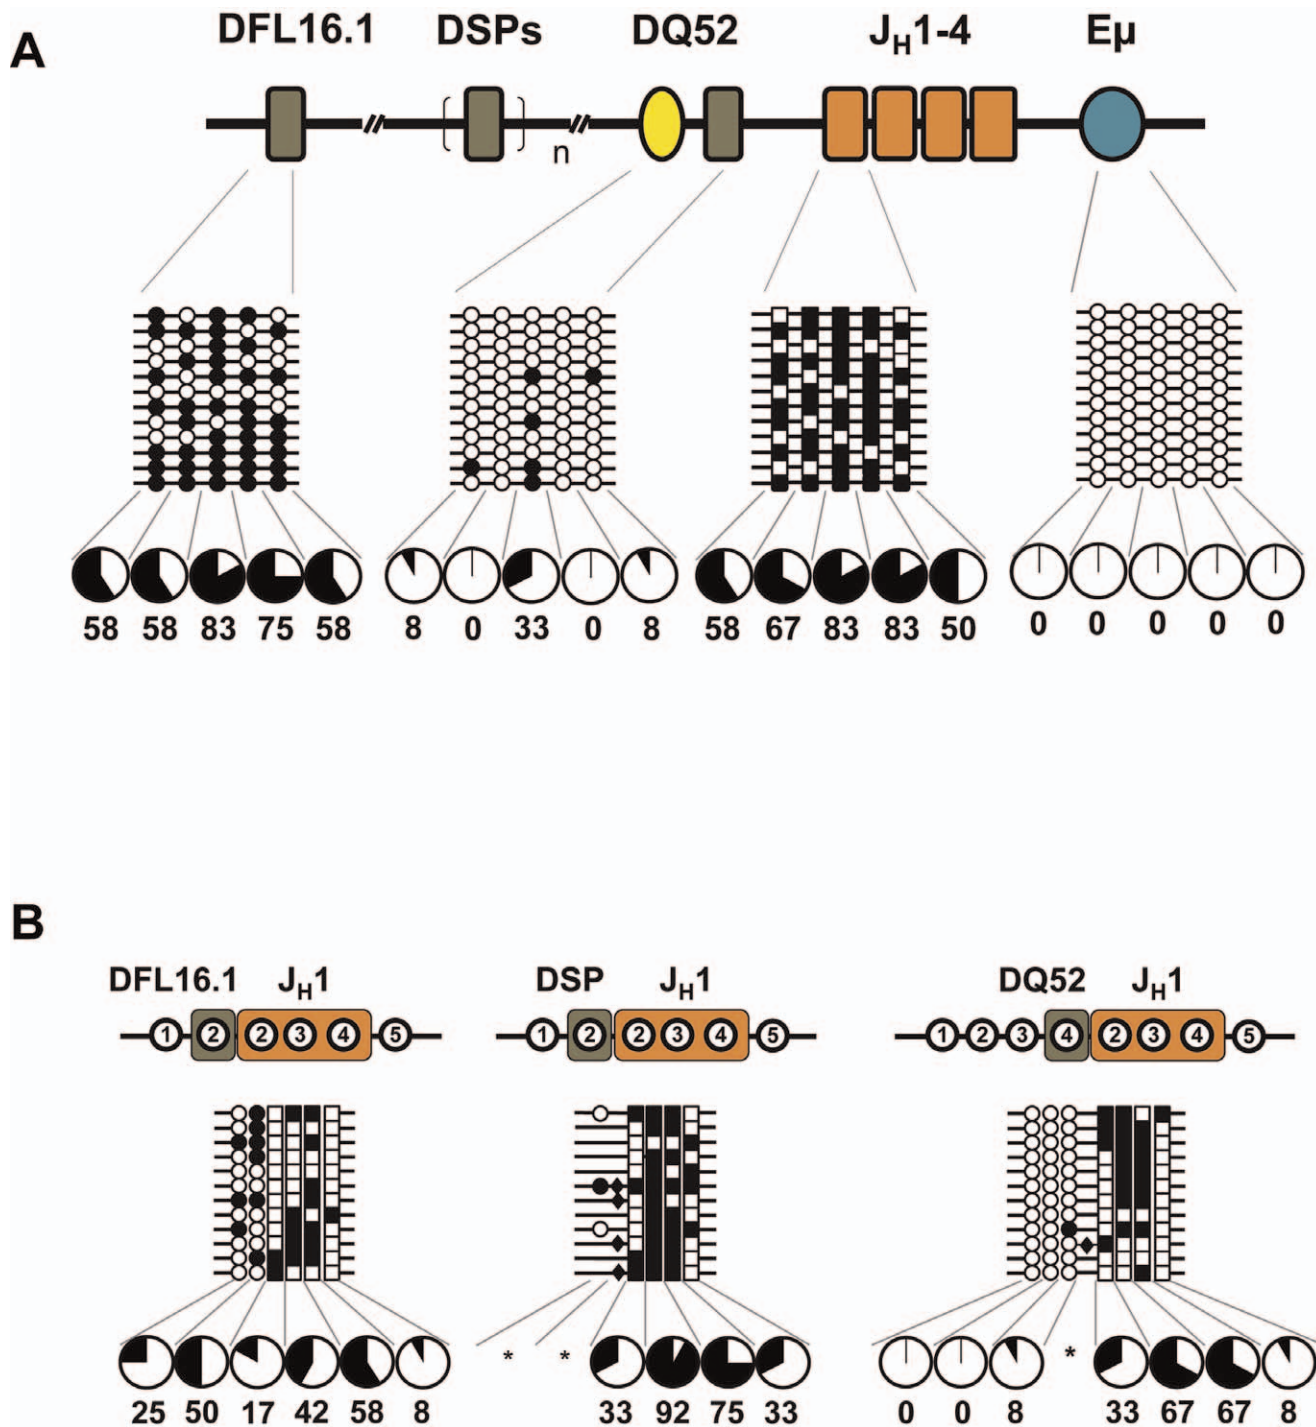 A
DFL16.1 DSPs DQ52 JH1-4 Eµ
n
58 58 83 75 58 8 0 33 0 8 58 67 83 83 50 0 0 0 0 0
B
DFL16.1 JH1 DSP JH1 DQ52 JH1
1 2 2 3 4 5 1 2 2 3 4 5 1 2 3 4 2 3 4 5
* * *
25 50 17 42 58 8 33 92 75 33 0 0 8 33 67 67 8